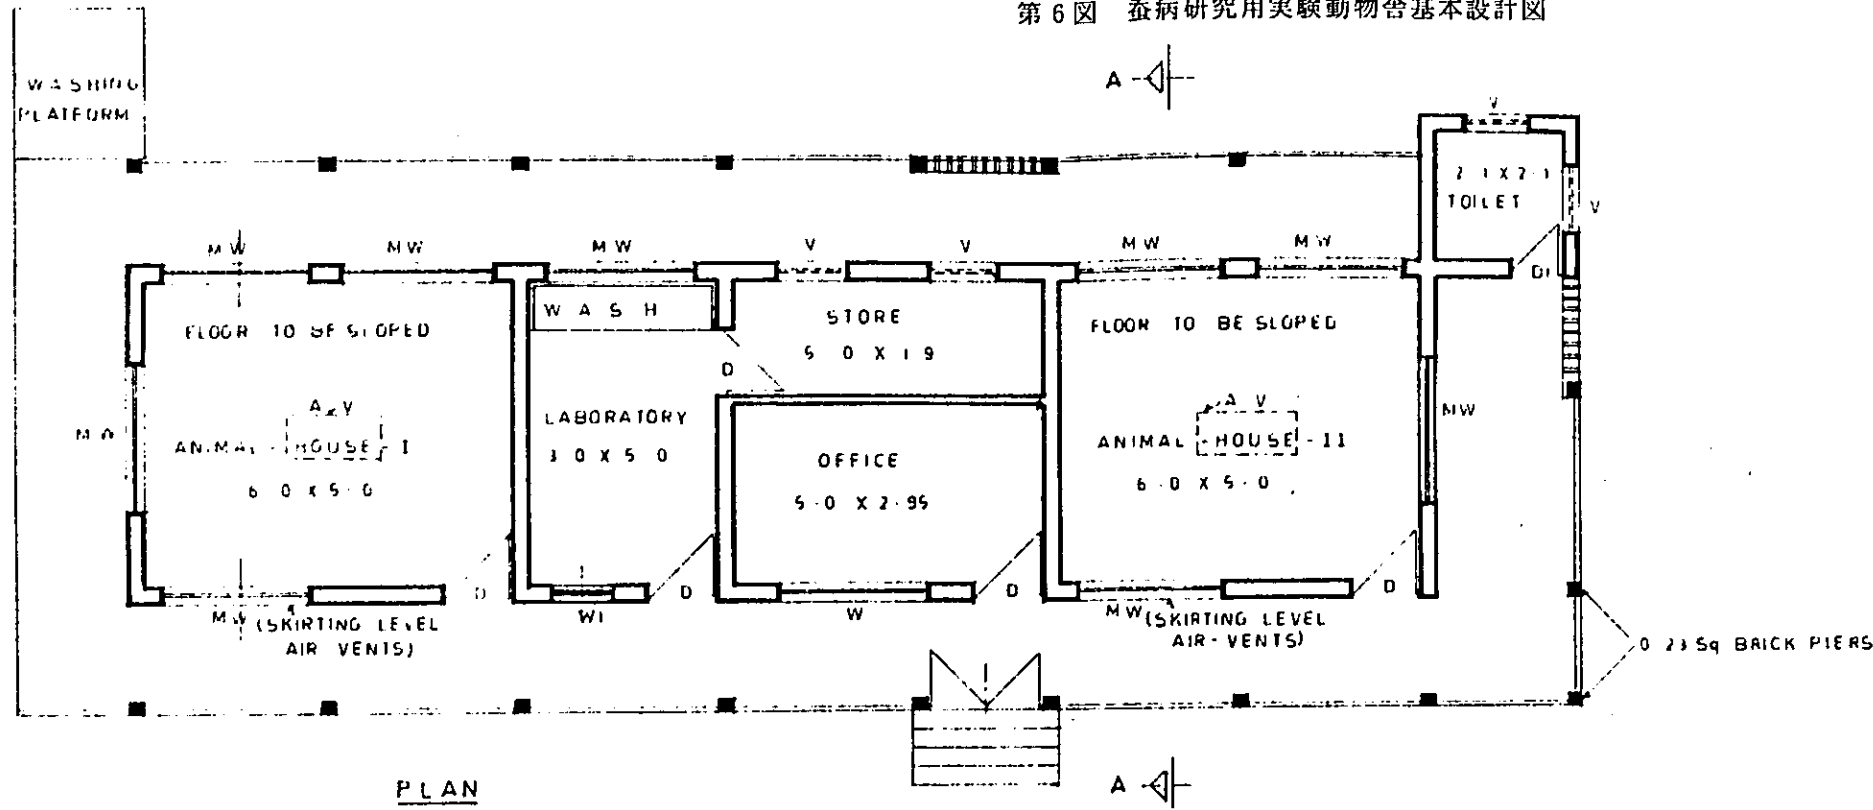 第6図 蚕病研究用実験動物舎基本設計図
A
WASHING
PLATFORM
V
2.1 X 2.1
TOILET
V
MW
MW
MW
V
V
MW
MW
D1
WASH
FLOOR TO BE SLOPED
STORE
5.0 X 1.9
FLOOR TO BE SLOPED
D
A V
A V
MW
LABORATORY
3.0 X 5.0
MW
ANIMAL - HOUSE - I
6.0 X 5.0
OFFICE
5.0 X 2.95
ANIMAL - HOUSE - II
6.0 X 5.0
D
D
D
D
MW
W1
W
MW
(SKIRTING LEVEL
AIR VENTS)
(SKIRTING LEVEL
AIR-VENTS)
0.23 Sq BRICK PIERS
A
PLAN